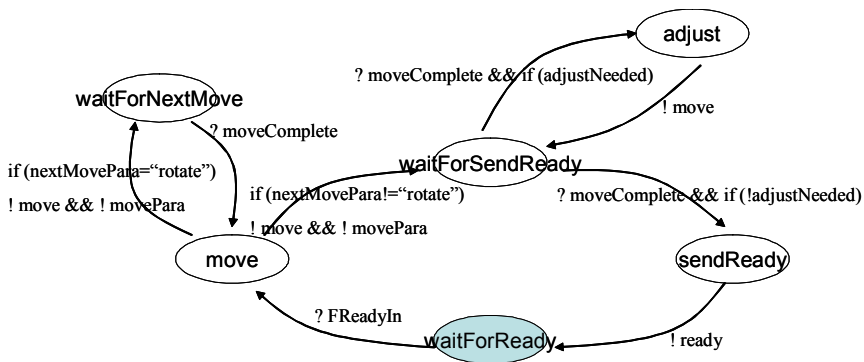 adjust
? moveComplete && if (adjustNeeded)
waitForNextMove
! move
? moveComplete
waitForSendReady
if (nextMovePara=“rotate”)
if (nextMovePara!=“rotate”)
? moveComplete && if (!adjustNeeded)
! move && ! movePara
! move && ! movePara
move
sendReady
? FReadyIn
waitForReady
! ready